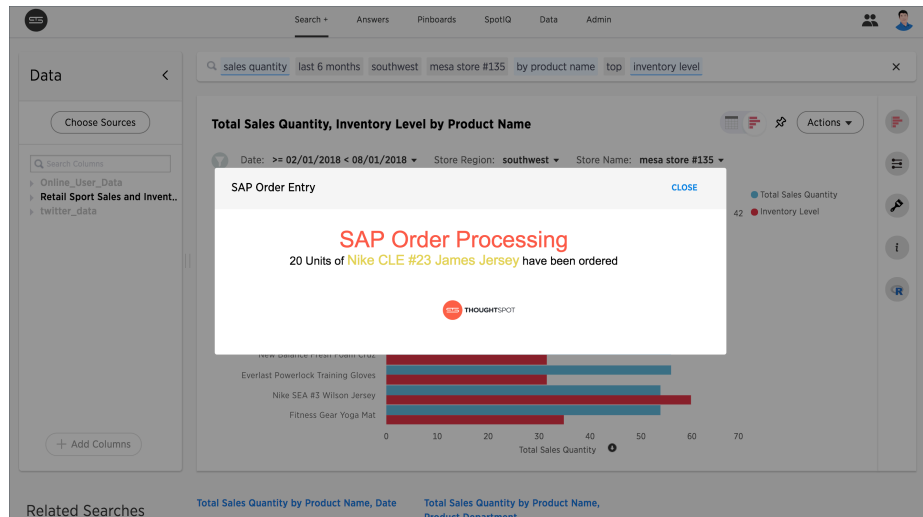 Search +
Answers
Pinboards
SpotIQ
Data
Admin
Data
Choose Sources
Search Columns
Online_User_Data
Retail Sport Sales and Invent..
twitter_data
+ Add Columns
sales quantity last 6 months southwest mesa store #135 by product name top inventory level
Total Sales Quantity, Inventory Level by Product Name
Actions
Date: >= 02/01/2018 < 08/01/2018 Store Region: southwest Store Name: mesa store #135
Total Sales Quantity
42 Inventory Level
SAP Order Entry
CLOSE
SAP Order Processing
20 Units of Nike CLE #23 James Jersey have been ordered
THOUGHTSPOT
New Balance Fresh Foam Cruz
Everlast Powerlock Training Gloves
Nike SEA #3 Wilson Jersey
Fitness Gear Yoga Mat
0 10 20 30 40 50 60 70
Total Sales Quantity
i
R
Related Searches
Total Sales Quantity by Product Name, Date
Total Sales Quantity by Product Name,
Product Department